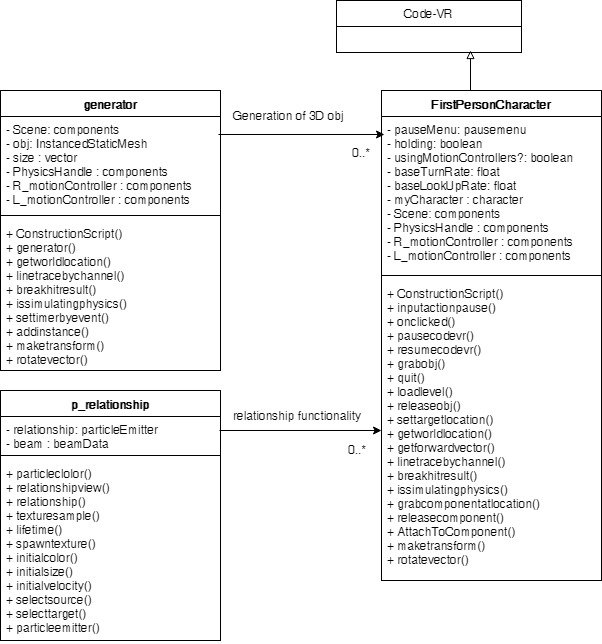 Code-VR
generator
- Scene: components
- obj: InstancedStaticMesh
- size : vector
- PhysicsHandle : components
- R_motionController : components
- L_motionController : components
+ ConstructionScript()
+ generator()
+ getworldlocation()
+ linetracebychannel()
+ breakhitresult()
+ issimulatingphysics()
+ settimerbyevent()
+ addinstance()
+ maketransform()
+ rotatevector()
Generation of 3D obj
0..*
FirstPersonCharacter
- pauseMenu: pausemenu
- holding: boolean
- usingMotionControllers?: boolean
- baseTurnRate: float
- baseLookUpRate: float
- myCharacter : character
- Scene: components
- PhysicsHandle : components
- R_motionController : components
- L_motionController : components
+ ConstructionScript()
+ inputactionpause()
+ onclicked()
+ pausecodevr()
+ resumecodevr()
+ grabobj()
+ quit()
+ loadlevel()
+ releaseobj()
+ settargetlocation()
+ getworldlocation()
+ getforwardvector()
+ linetracebychannel()
+ breakhitresult()
+ issimulatingphysics()
+ grabcomponentatlocation()
+ releasecomponent()
+ AttachToComponent()
+ maketransform()
+ rotatevector()
p_relationship
- relationship: particleEmitter
- beam : beamData
+ particleclolor()
+ relationshipview()
+ relationship()
+ texturesample()
+ lifetime()
+ spawntexture()
+ initialcolor()
+ initialsize()
+ initialvelocity()
+ selectsource()
+ selecttarget()
+ particleemitter()
relationship functionality
0..*